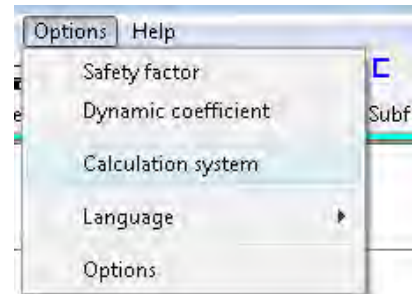 Options Help
Safety factor
Dynamic coefficient
Subf
Calculation system
Language
Options